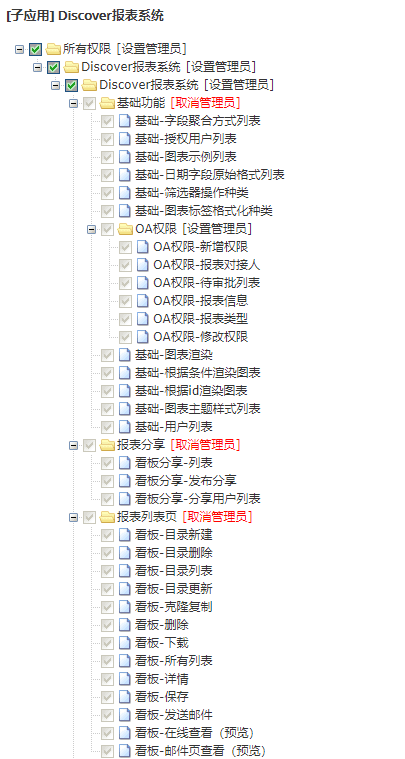 [子应用] Discover报表系统
所有权限 [设置管理员]
Discover报表系统 [设置管理员]
Discover报表系统 [设置管理员]
基础功能 [取消管理员]
基础-字段聚合方式列表
基础-授权用户列表
基础-图表示例列表
基础-日期字段原始格式列表
基础-筛选器操作种类
基础-图表标签格式化种类
OA权限 [设置管理员]
OA权限-新增权限
OA权限-报表对接人
OA权限-待审批列表
OA权限-报表信息
OA权限-报表类型
OA权限-修改权限
基础-图表渲染
基础-根据条件渲染图表
基础-根据id渲染图表
基础-图表主题样式列表
基础-用户列表
报表分享 [取消管理员]
看板分享-列表
看板分享-发布分享
看板分享-分享用户列表
报表列表页 [取消管理员]
看板-目录新建
看板-目录删除
看板-目录列表
看板-目录更新
看板-克隆复制
看板-删除
看板-下载
看板-所有列表
看板-详情
看板-保存
看板-发送邮件
看板-在线查看（预览）
看板-邮件页查看（预览）